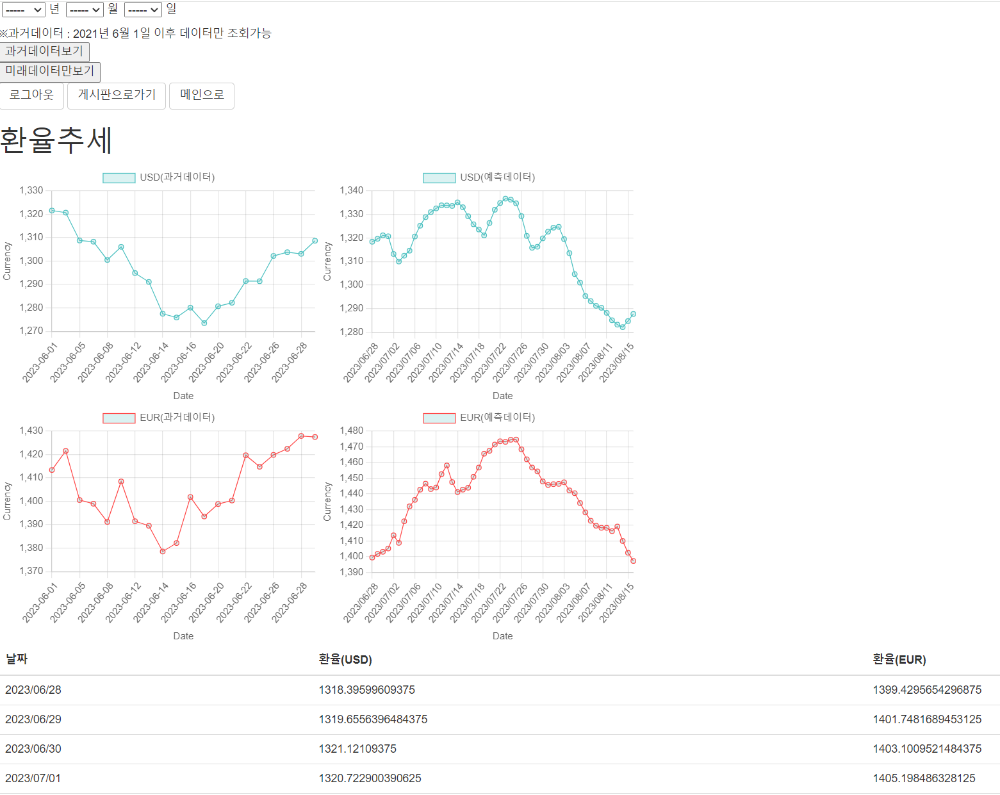 ----- 년 ----- 월 ----- 일
※과거데이터 : 2021년 6월 1일 이후 데이터만 조회가능
과거데이터보기
미래데이터만보기
로그아웃 게시판으로가기 메인으로
환율추세
USD(과거데이터)
1,330
1,320
1,310
1,300
1,290
1,280
1,270
Currency
2023-06-01 2023-06-05 2023-06-08 2023-06-12 2023-06-14 2023-06-16 2023-06-20 2023-06-22 2023-06-26 2023-06-28
Date
USD(예측데이터)
1,340
1,330
1,320
1,310
1,300
1,290
1,280
Currency
2023/06/28 2023/07/02 2023/07/06 2023/07/10 2023/07/14 2023/07/18 2023/07/22 2023/07/26 2023/07/30 2023/08/03 2023/08/07 2023/08/11 2023/08/15
Date
EUR(과거데이터)
1,430
1,420
1,410
1,400
1,390
1,380
1,370
Currency
2023-06-01 2023-06-05 2023-06-08 2023-06-12 2023-06-14 2023-06-16 2023-06-20 2023-06-22 2023-06-26 2023-06-28
Date
EUR(예측데이터)
1,480
1,470
1,460
1,450
1,440
1,430
1,420
1,410
1,400
1,390
Currency
2023/06/28 2023/07/02 2023/07/06 2023/07/10 2023/07/14 2023/07/18 2023/07/22 2023/07/26 2023/07/30 2023/08/03 2023/08/07 2023/08/11 2023/08/15
Date
날짜 환율(USD) 환율(EUR)
2023/06/28 1318.39599609375 1399.4295654296875
2023/06/29 1319.6556396484375 1401.7481689453125
2023/06/30 1321.12109375 1403.1009521484375
2023/07/01 1320.722900390625 1405.198486328125